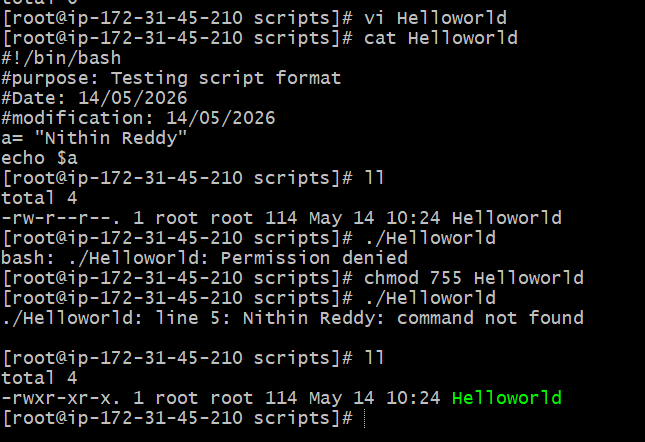 total 0
[root@ip-172-31-45-210 scripts]# vi Helloworld
[root@ip-172-31-45-210 scripts]# cat Helloworld
#!/bin/bash
#purpose: Testing script format
#Date: 14/05/2026
#modification: 14/05/2026
a= "Nithin Reddy"
echo $a
[root@ip-172-31-45-210 scripts]# ll
total 4
-rw-r--r--. 1 root root 114 May 14 10:24 Helloworld
[root@ip-172-31-45-210 scripts]# ./Helloworld
bash: ./Helloworld: Permission denied
[root@ip-172-31-45-210 scripts]# chmod 755 Helloworld
[root@ip-172-31-45-210 scripts]# ./Helloworld
./Helloworld: line 5: Nithin Reddy: command not found
[root@ip-172-31-45-210 scripts]# ll
total 4
-rwxr-xr-x. 1 root root 114 May 14 10:24 Helloworld
[root@ip-172-31-45-210 scripts]#